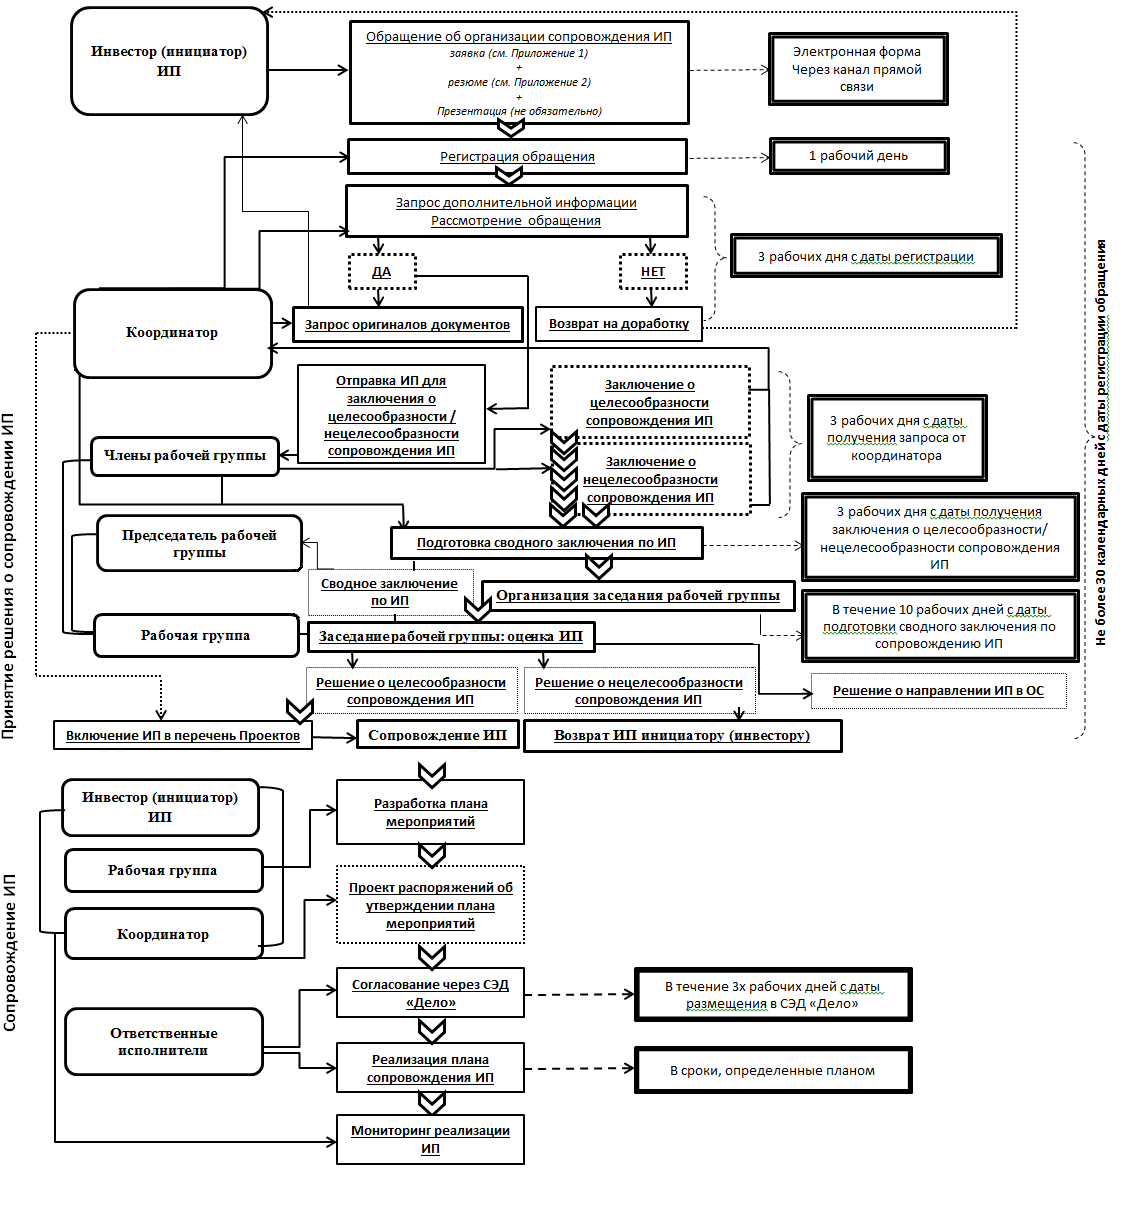 Инвестор (инициатор)
ИП
Обращение об организации сопровождения ИП
заявка (см. Приложение 1)
+
резюме (см. Приложение 2)
+
Презентация (не обязательно)
Электронная форма
Через канал прямой
связи
Регистрация обращения
1 рабочий день
Запрос дополнительной информации
Рассмотрение обращения
3 рабочих дня с даты регистрации
ДА
НЕТ
Координатор
Запрос оригиналов документов
Возврат на доработку
Отправка ИП для
заключения о
целесообразности /
нецелесообразности
сопровождения ИП
Заключение о
целесообразности
сопровождения ИП
3 рабочих дня с даты
получения запроса от
координатора
Члены рабочей группы
Заключение о
нецелесообразности
сопровождения ИП
Председатель рабочей
группы
Подготовка сводного заключения по ИП
3 рабочих дня с даты получения
заключения о целесообразности/
нецелесообразности сопровождения
ИП
Сводное заключение
по ИП
Организация заседания рабочей группы
Рабочая группа
Заседание рабочей группы: оценка ИП
В течение 10 рабочих дней с даты
подготовки сводного заключения по
сопровождению ИП
Решение о целесообразности
сопровождения ИП
Решение о нецелесообразности
сопровождения ИП
Решение о направлении ИП в ОС
Включение ИП в перечень Проектов
Сопровождение ИП
Возврат ИП инициатору (инвестору)
Принятие решения о сопровождении ИП
Не более 30 календарных дней с даты регистрации обращения
Инвестор (инициатор)
ИП
Разработка плана
мероприятий
Рабочая группа
Проект распоряжений об
утверждении плана
мероприятий
Координатор
Согласование через СЭД
«Дело»
В течение 3х рабочих дней с даты
размещения в СЭД «Дело»
Ответственные
исполнители
Реализация плана
сопровождения ИП
В сроки, определенные планом
Мониторинг реализации
ИП
Сопровождение ИП